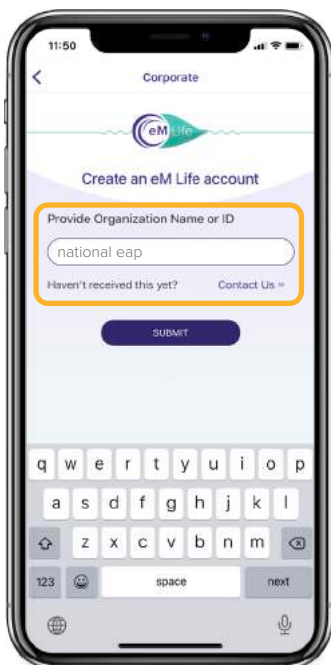 11:50
Corporate
eM Life
Create an eM Life account
Provide Organization Name or ID
national eap
Haven't received this yet? Contact Us »
SUBMIT
q w e r t y u i o p
a s d f g h j k l
z x c v b n m
123 space next